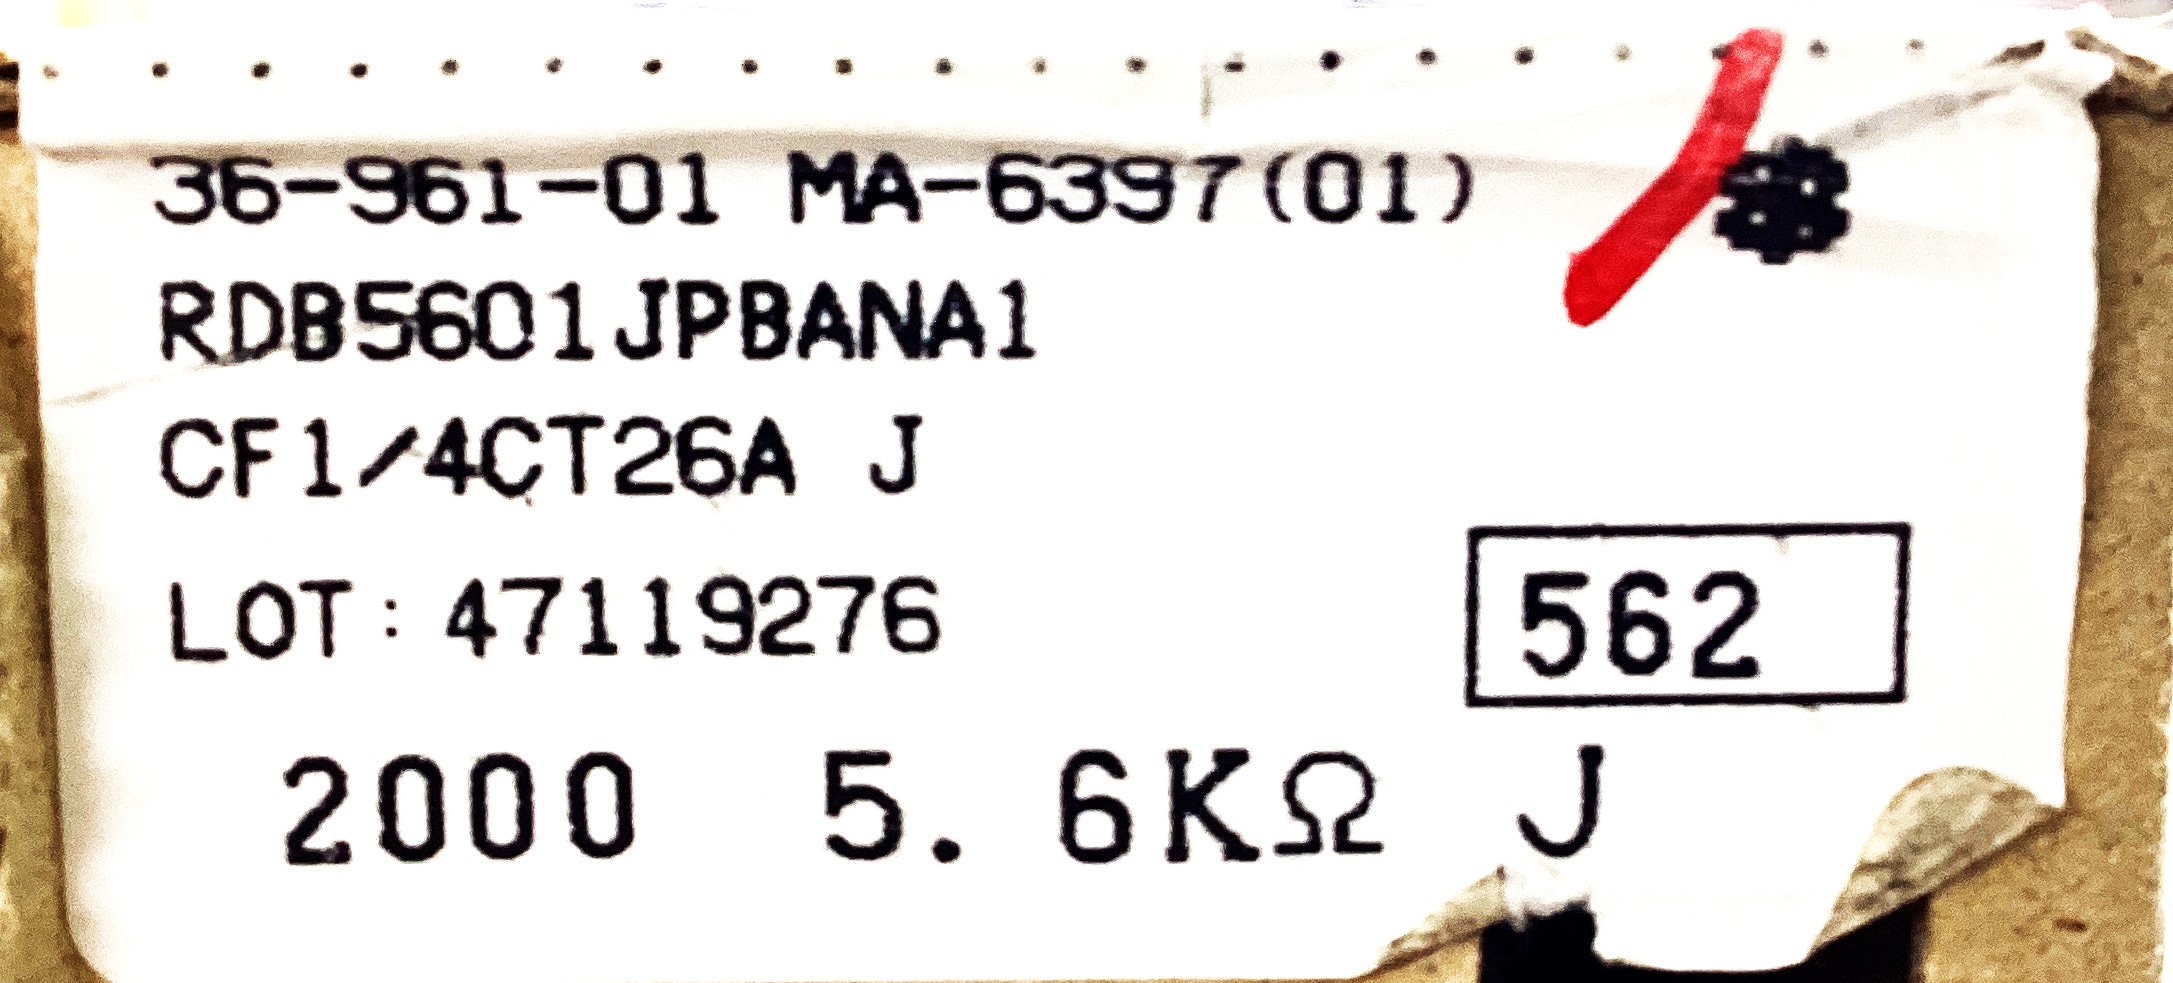 36-961-01 MA-6397(01)
RDB5601JPBANA1
CF1/4CT26A J
LOT: 47119276
562
2000 5.6KΩ J